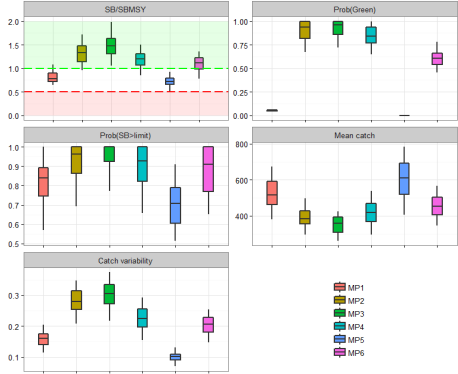 SB/SBMSY
Prob(Green)
2.0
1.5
1.0
0.5
0.0
1.00
0.75
0.50
0.25
0.00
Prob(SB>limit)
Mean catch
1.0
0.9
0.8
0.7
0.6
0.5
800
600
400
Catch variability
0.3
0.2
0.1
MP1
MP2
MP3
MP4
MP5
MP6